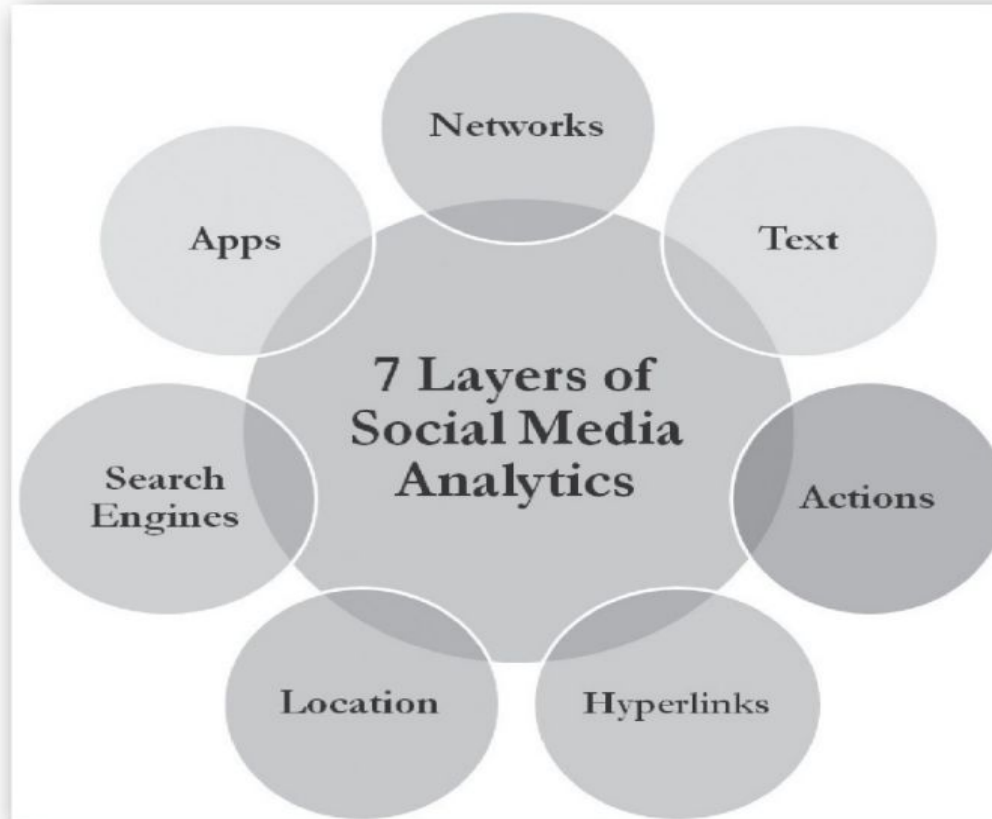 Networks
Apps
Text
7 Layers of
Social Media
Analytics
Search
Engines
Actions
Location
Hyperlinks